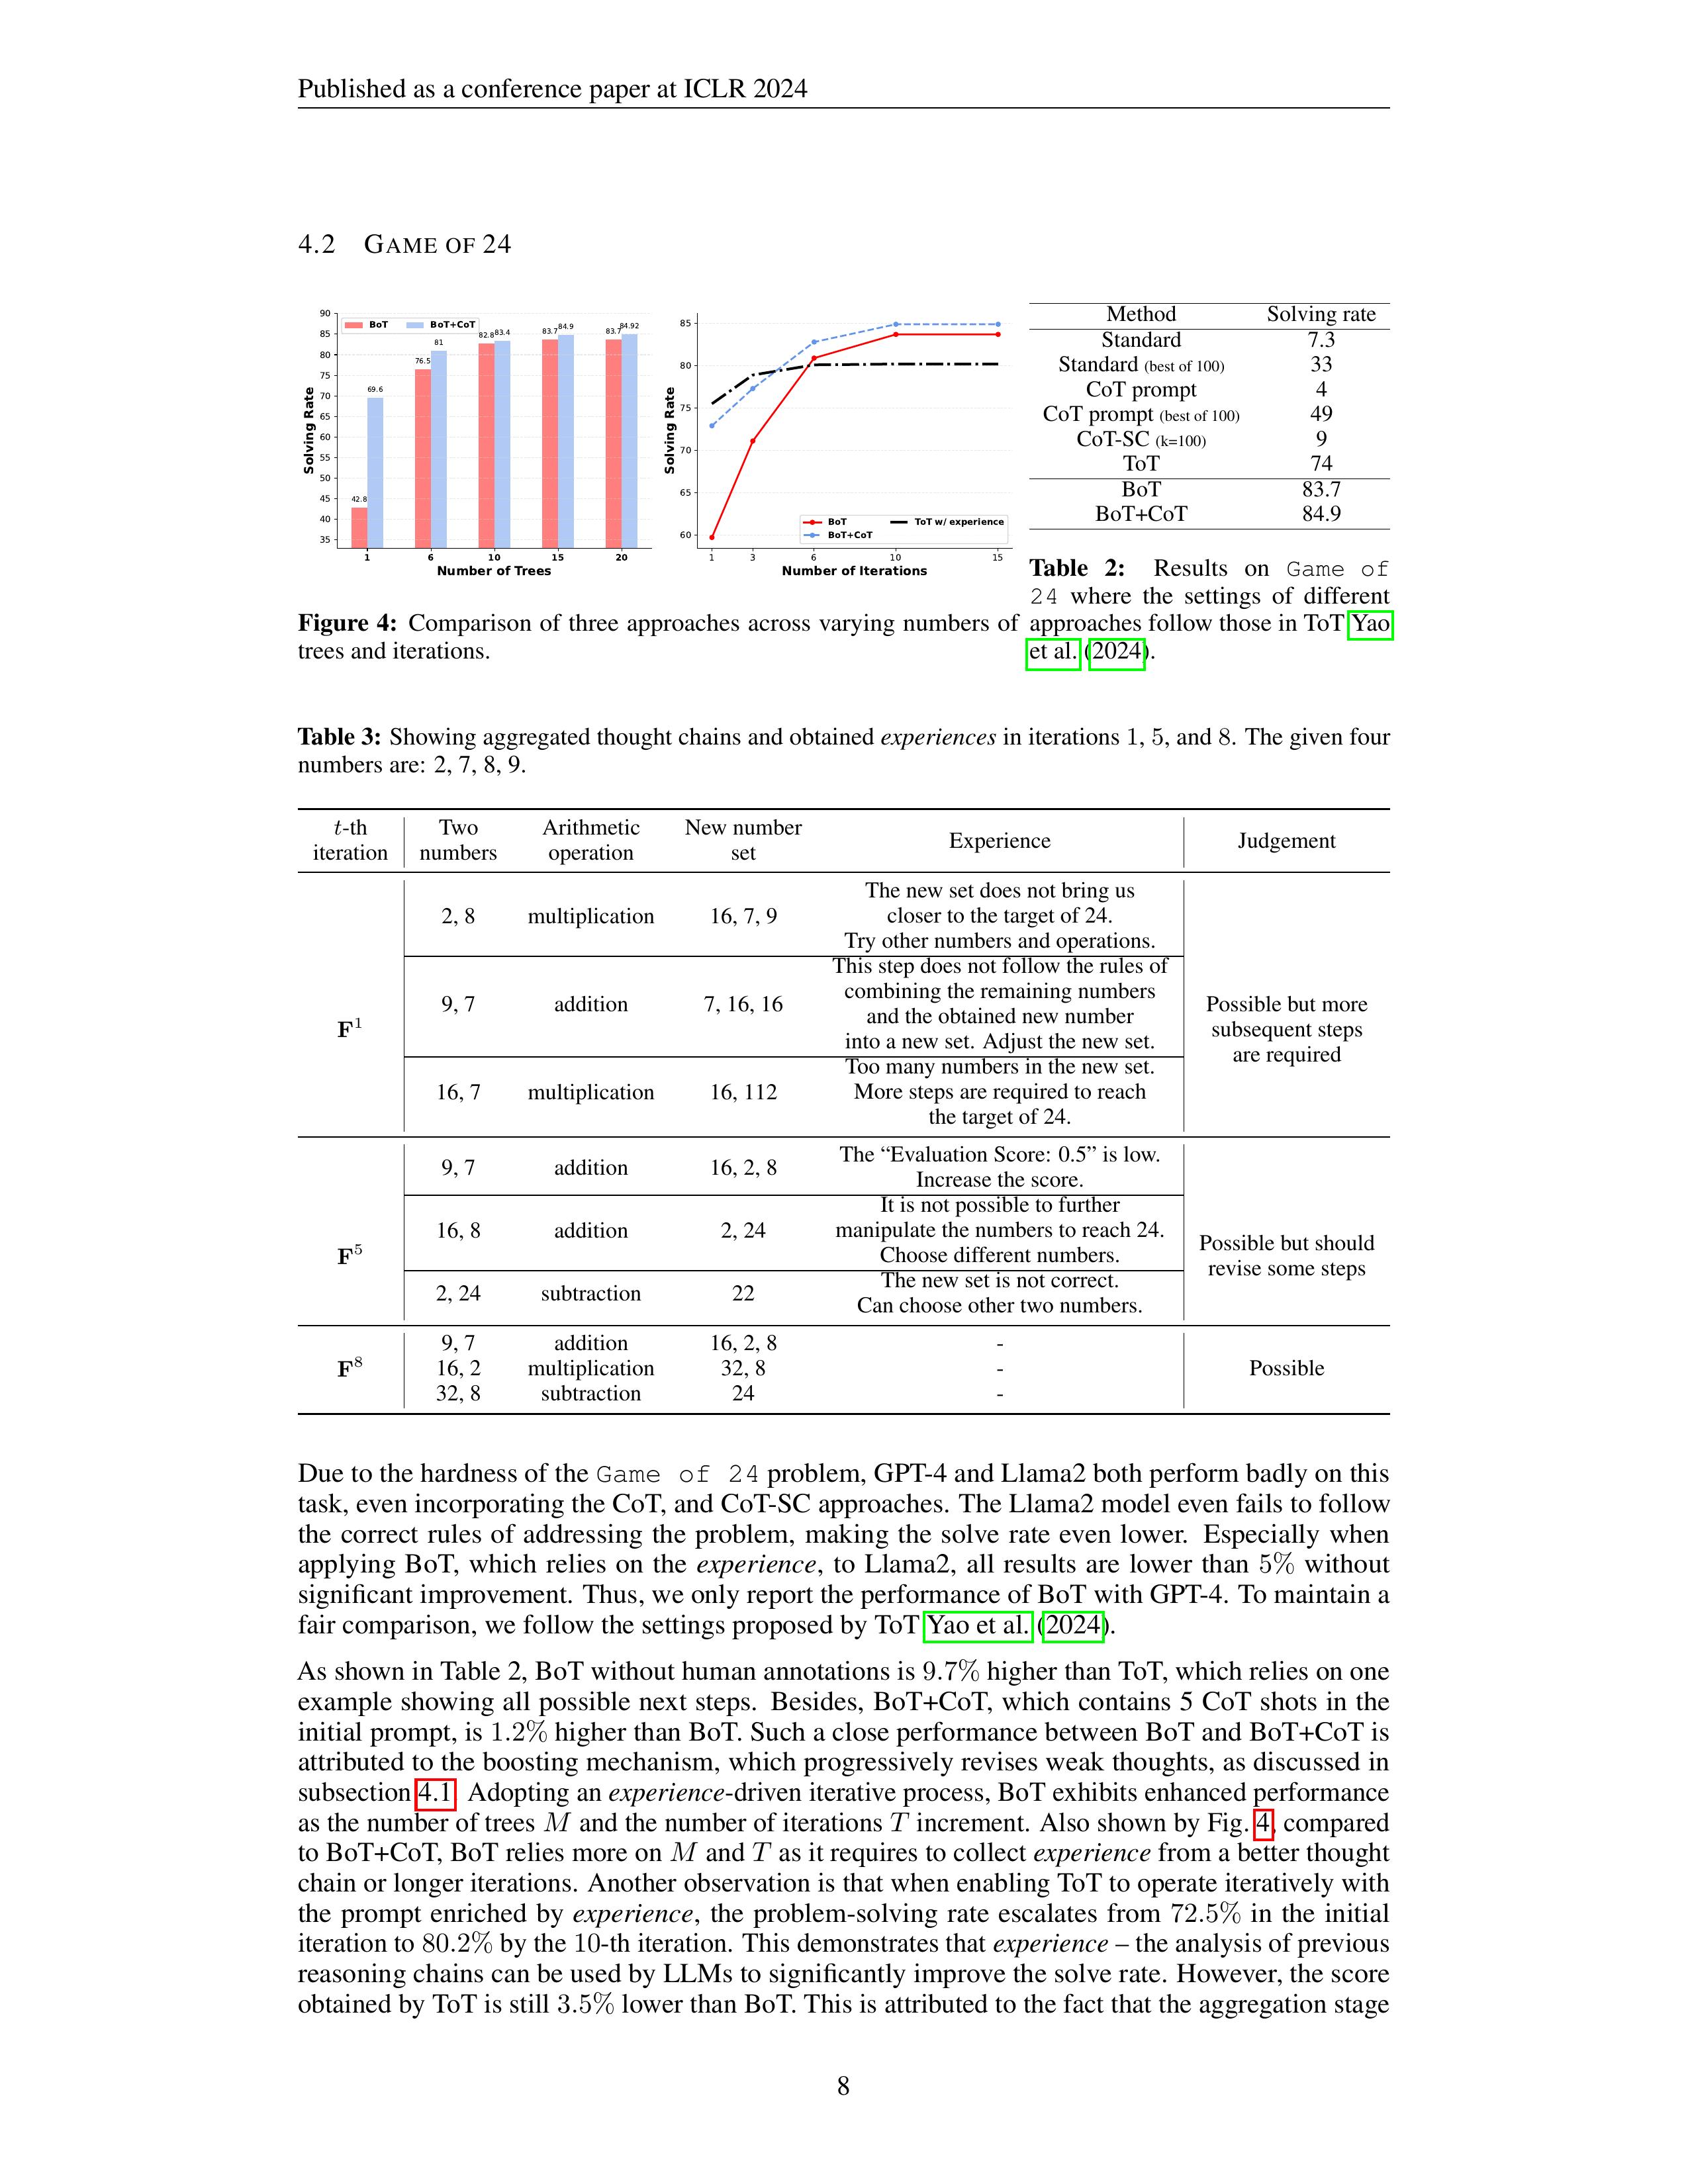 Published as a conference paper at ICLR 2024
4.2 GAME OF 24
90
85
80
75
70
65
60
55
50
45
40
35
Solving Rate
BoT
BoT+CoT
42.8
69.6
76.5
81
82.8
83.4
83.7
84.9
83.7
84.92
1
6
10
15
20
Number of Trees
85
80
75
70
65
60
Solving Rate
BoT
BoT+CoT
ToT w/ experience
1
3
6
10
15
Number of Iterations
Figure 4: Comparison of three approaches across varying numbers of
trees and iterations.
Method Solving rate
Standard 7.3
Standard (best of 100) 33
CoT prompt 4
CoT prompt (best of 100) 49
CoT-SC (k=100) 9
ToT 74
BoT 83.7
BoT+CoT 84.9
Table 2: Results on Game of
24 where the settings of different
approaches follow those in ToT Yao
et al. (2024).
Table 3: Showing aggregated thought chains and obtained experiences in iterations 1, 5, and 8. The given four
numbers are: 2, 7, 8, 9.
t-th
iteration
Two
numbers
Arithmetic
operation
New number
set
Experience
Judgement
F¹
2, 8
multiplication
16, 7, 9
The new set does not bring us
closer to the target of 24.
Try other numbers and operations.
9, 7
addition
7, 16, 16
This step does not follow the rules of
combining the remaining numbers
and the obtained new number
into a new set. Adjust the new set.
16, 7
multiplication
16, 112
Too many numbers in the new set.
More steps are required to reach
the target of 24.
Possible but more
subsequent steps
are required
F⁵
9, 7
addition
16, 2, 8
The “Evaluation Score: 0.5” is low.
Increase the score.
16, 8
addition
2, 24
It is not possible to further
manipulate the numbers to reach 24.
Choose different numbers.
2, 24
subtraction
22
The new set is not correct.
Can choose other two numbers.
Possible but should
revise some steps
F⁸
9, 7 addition 16, 2, 8 -
16, 2 multiplication 32, 8 -
32, 8 subtraction 24 -
Possible
Due to the hardness of the Game of 24 problem, GPT-4 and Llama2 both perform badly on this
task, even incorporating the CoT, and CoT-SC approaches. The Llama2 model even fails to follow
the correct rules of addressing the problem, making the solve rate even lower. Especially when
applying BoT, which relies on the experience, to Llama2, all results are lower than 5% without
significant improvement. Thus, we only report the performance of BoT with GPT-4. To maintain a
fair comparison, we follow the settings proposed by ToT Yao et al. (2024).
As shown in Table 2, BoT without human annotations is 9.7% higher than ToT, which relies on one
example showing all possible next steps. Besides, BoT+CoT, which contains 5 CoT shots in the
initial prompt, is 1.2% higher than BoT. Such a close performance between BoT and BoT+CoT is
attributed to the boosting mechanism, which progressively revises weak thoughts, as discussed in
subsection 4.1. Adopting an experience-driven iterative process, BoT exhibits enhanced performance
as the number of trees M and the number of iterations T increment. Also shown by Fig. 4, compared
to BoT+CoT, BoT relies more on M and T as it requires to collect experience from a better thought
chain or longer iterations. Another observation is that when enabling ToT to operate iteratively with
the prompt enriched by experience, the problem-solving rate escalates from 72.5% in the initial
iteration to 80.2% by the 10-th iteration. This demonstrates that experience – the analysis of previous
reasoning chains can be used by LLMs to significantly improve the solve rate. However, the score
obtained by ToT is still 3.5% lower than BoT. This is attributed to the fact that the aggregation stage
8